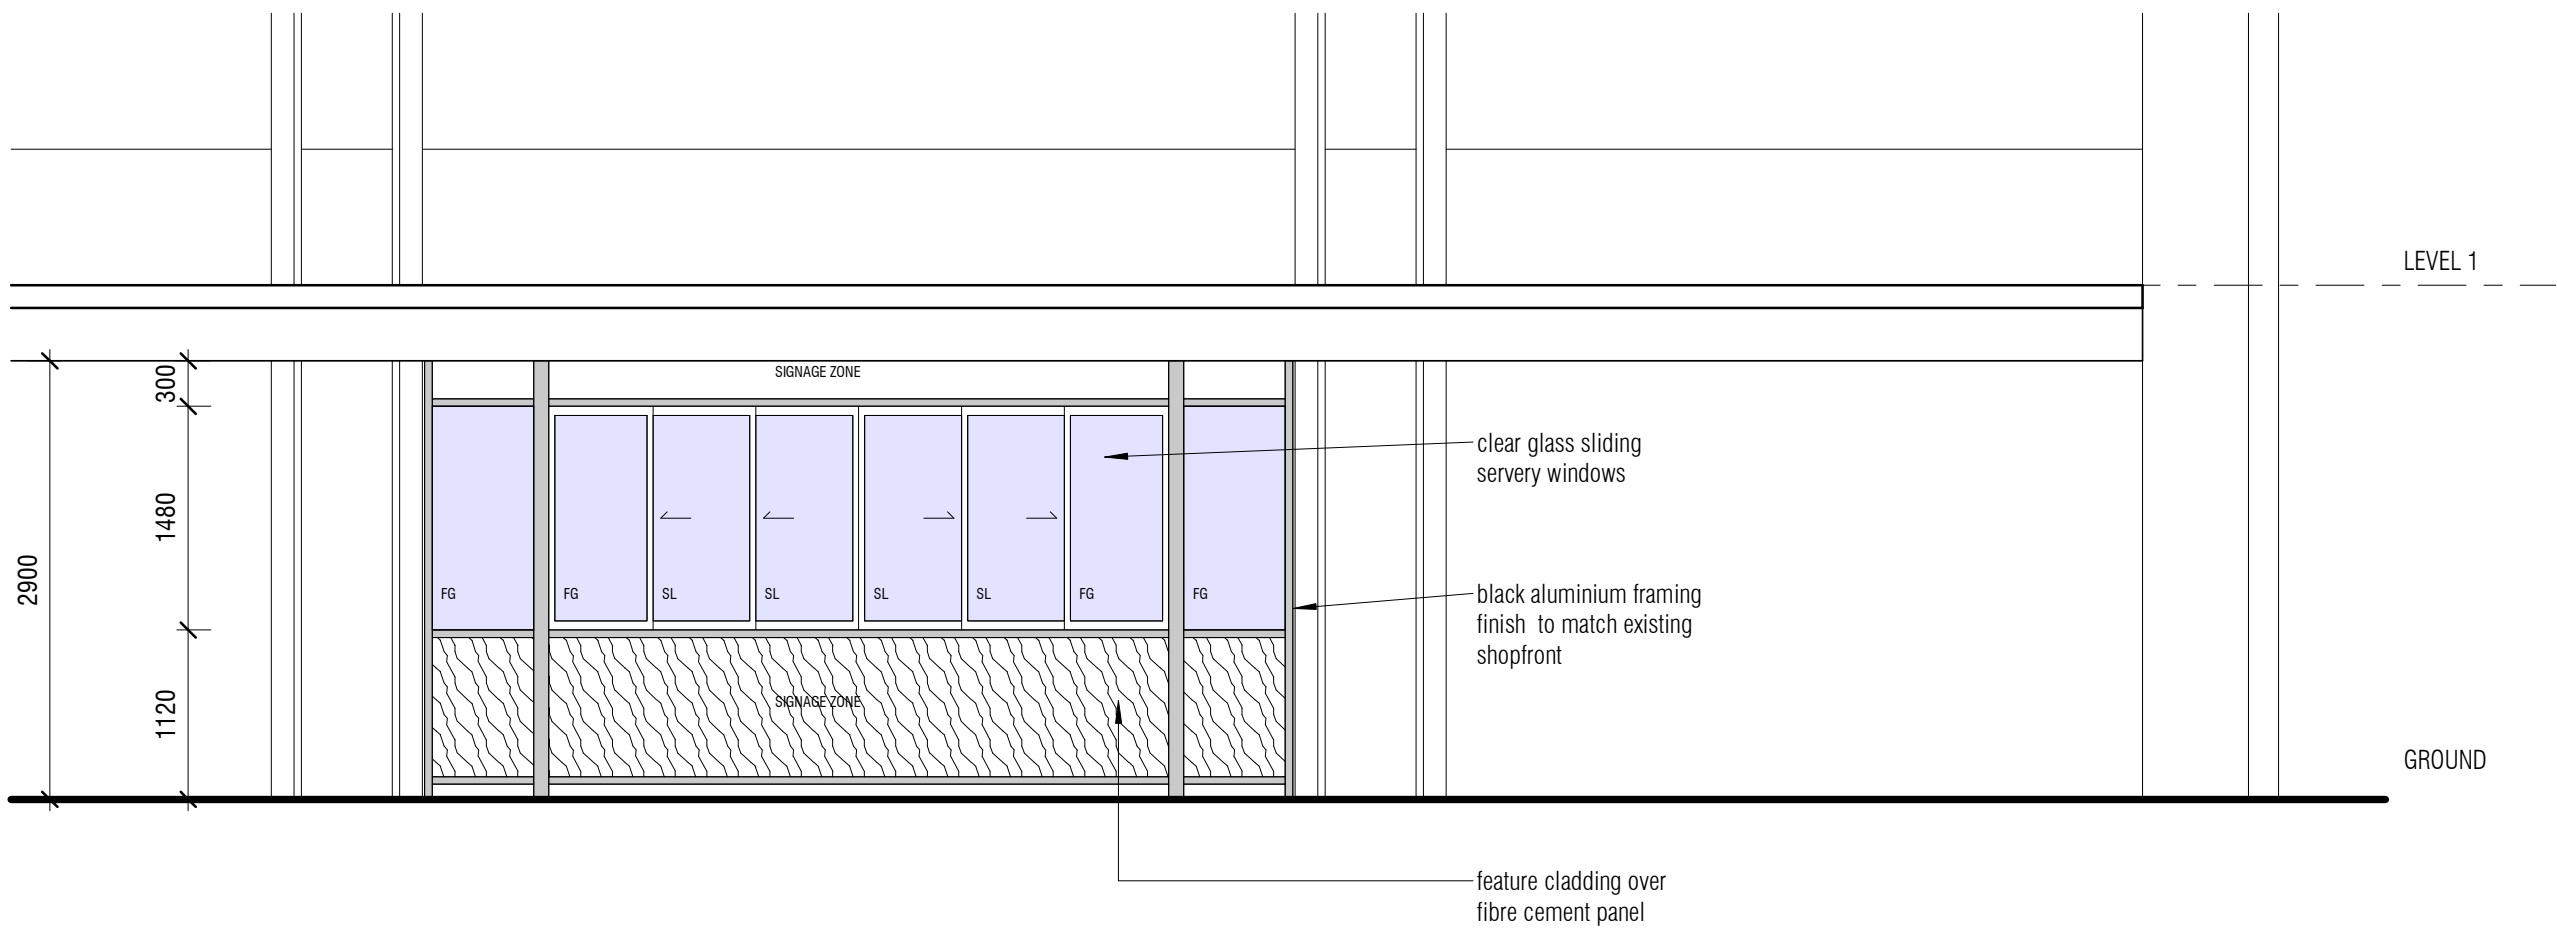 LEVEL 1
SIGNAGE ZONE
300
clear glass sliding
servery windows
1480
2900
FG
FG
SL
SL
SL
SL
FG
FG
black aluminium framing
finish  to match existing
shopfront
SIGNAGE ZONE
1120
GROUND
feature cladding over
fibre cement panel